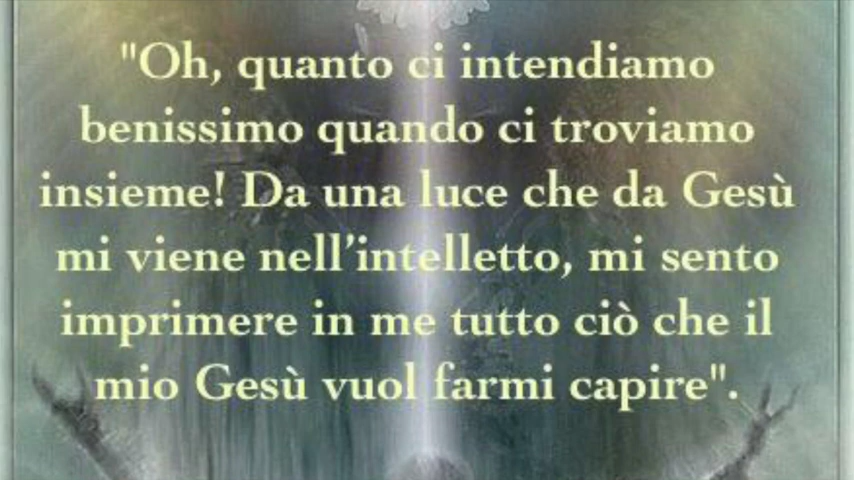 "Oh, quanto ci intendiamo
benissimo quando ci troviamo
insieme! Da una luce che da Gesù
mi viene nell’intelletto, mi sento
imprimere in me tutto ciò che il
mio Gesù vuol farmi capire".